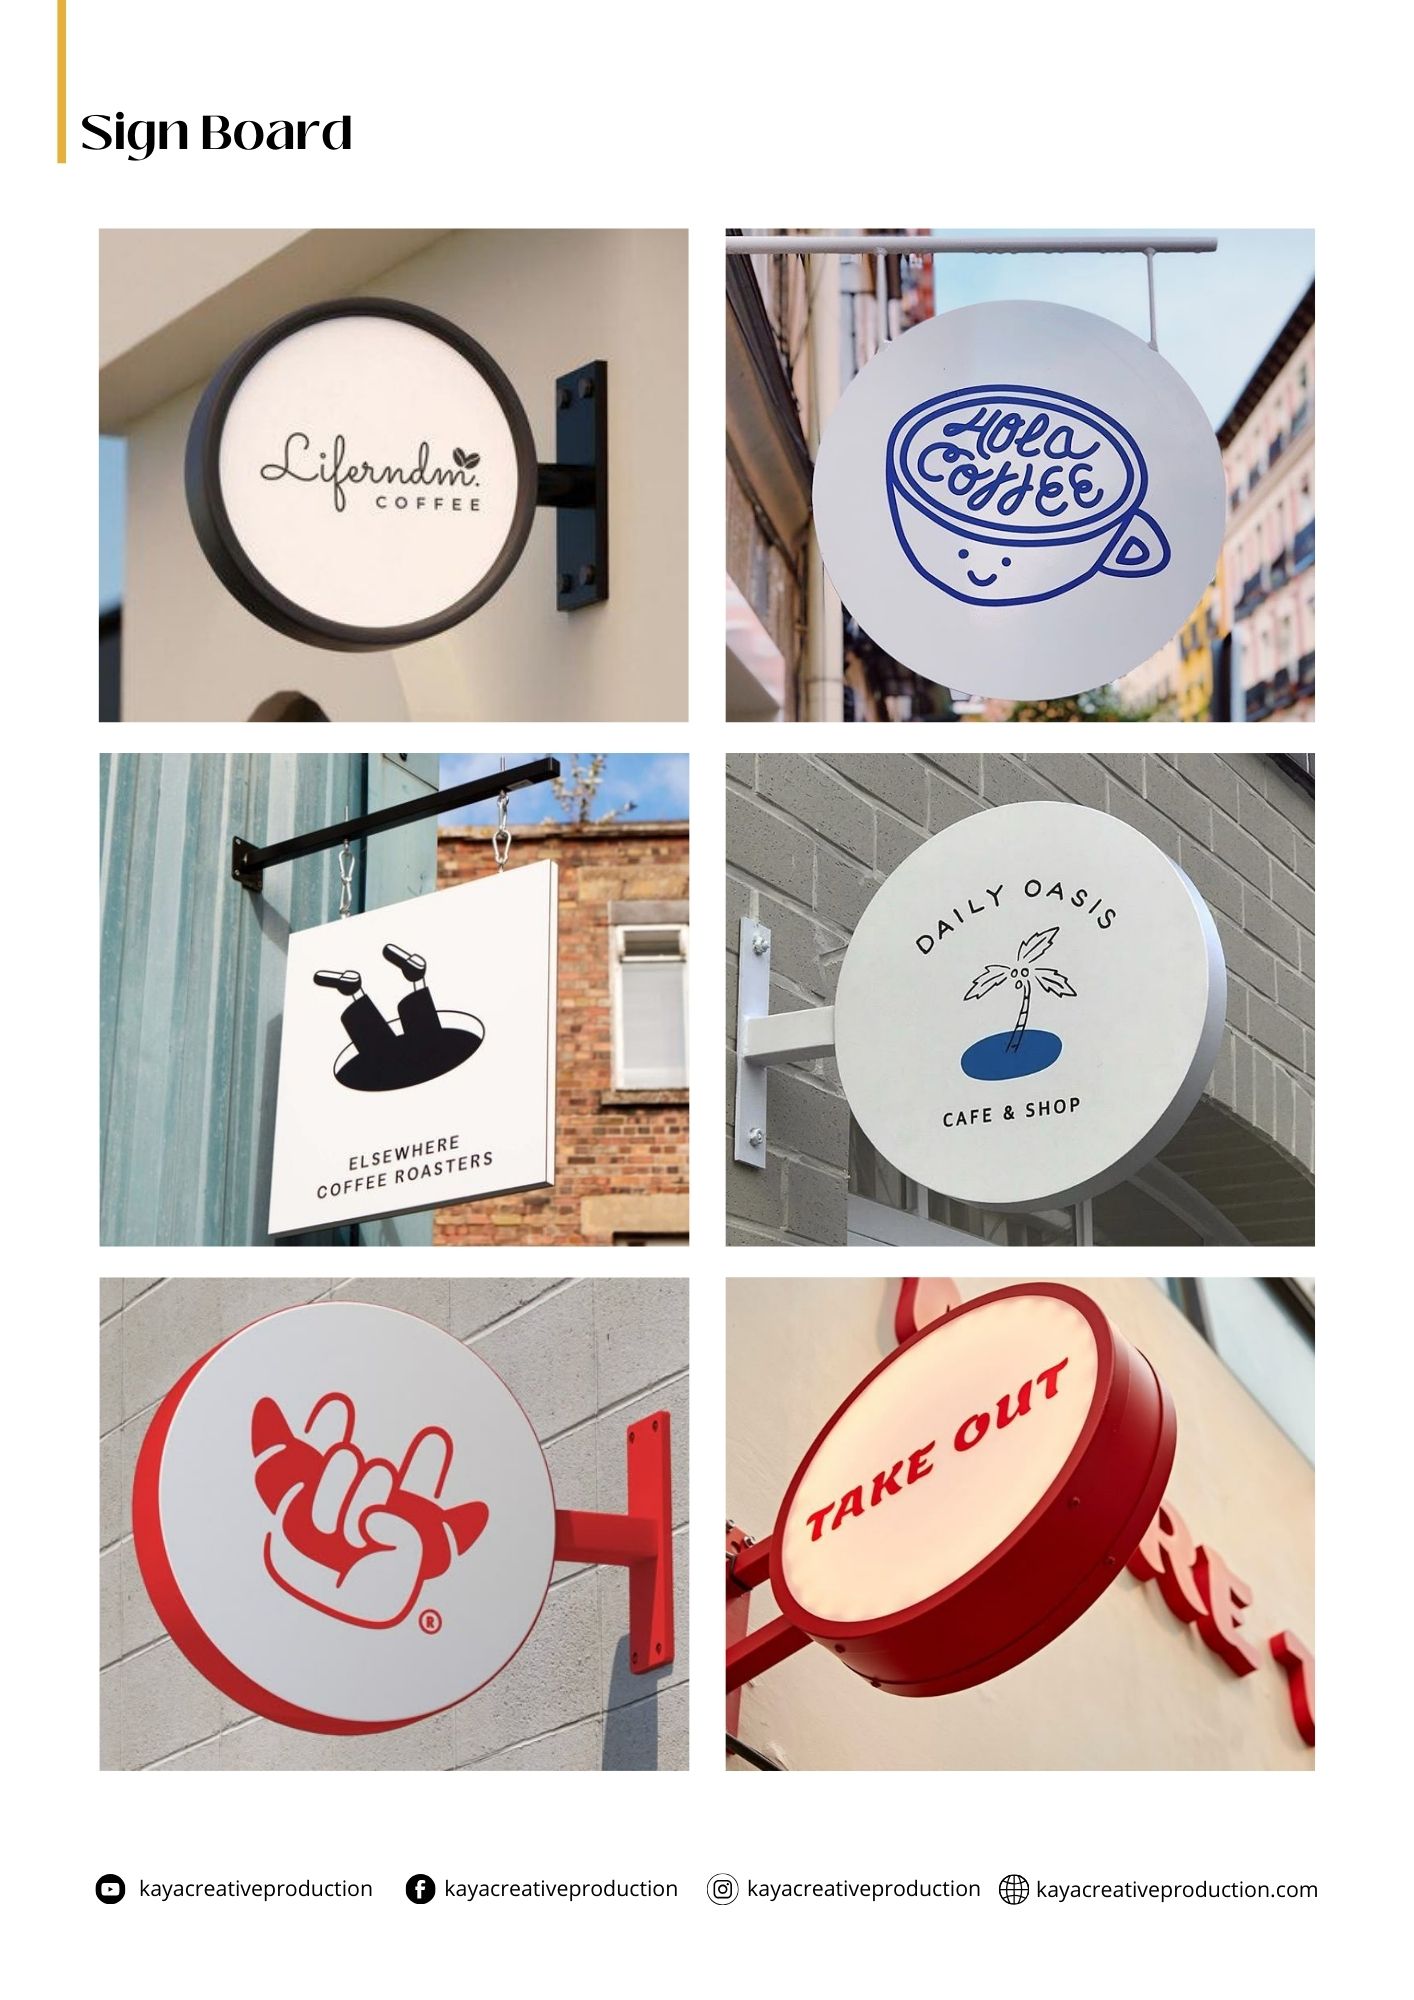 Sign Board
Liferndm.
COFFEE
HOLA
COFFEE
ELSEWHERE
COFFEE ROASTERS
DAILY OASIS
CAFE & SHOP
®
TAKE OUT
RE
kayacreativeproduction
kayacreativeproduction
kayacreativeproduction
kayacreativeproduction.com